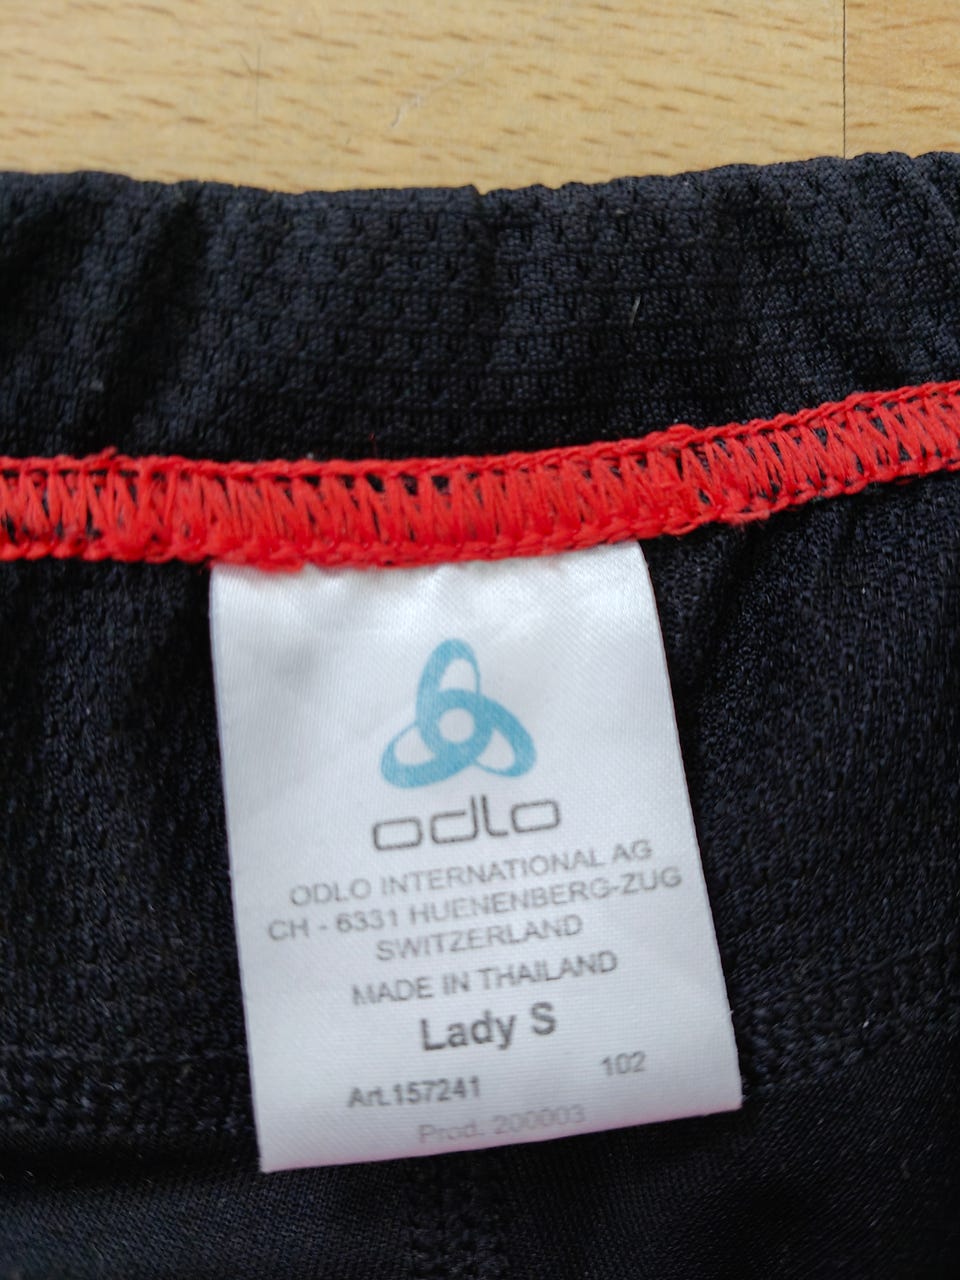 odlo
ODLO INTERNATIONAL AG
CH - 6331 HUENENBERG-ZUG
SWITZERLAND
MADE IN THAILAND
Lady S
Art.157241 102
Prod. 200003